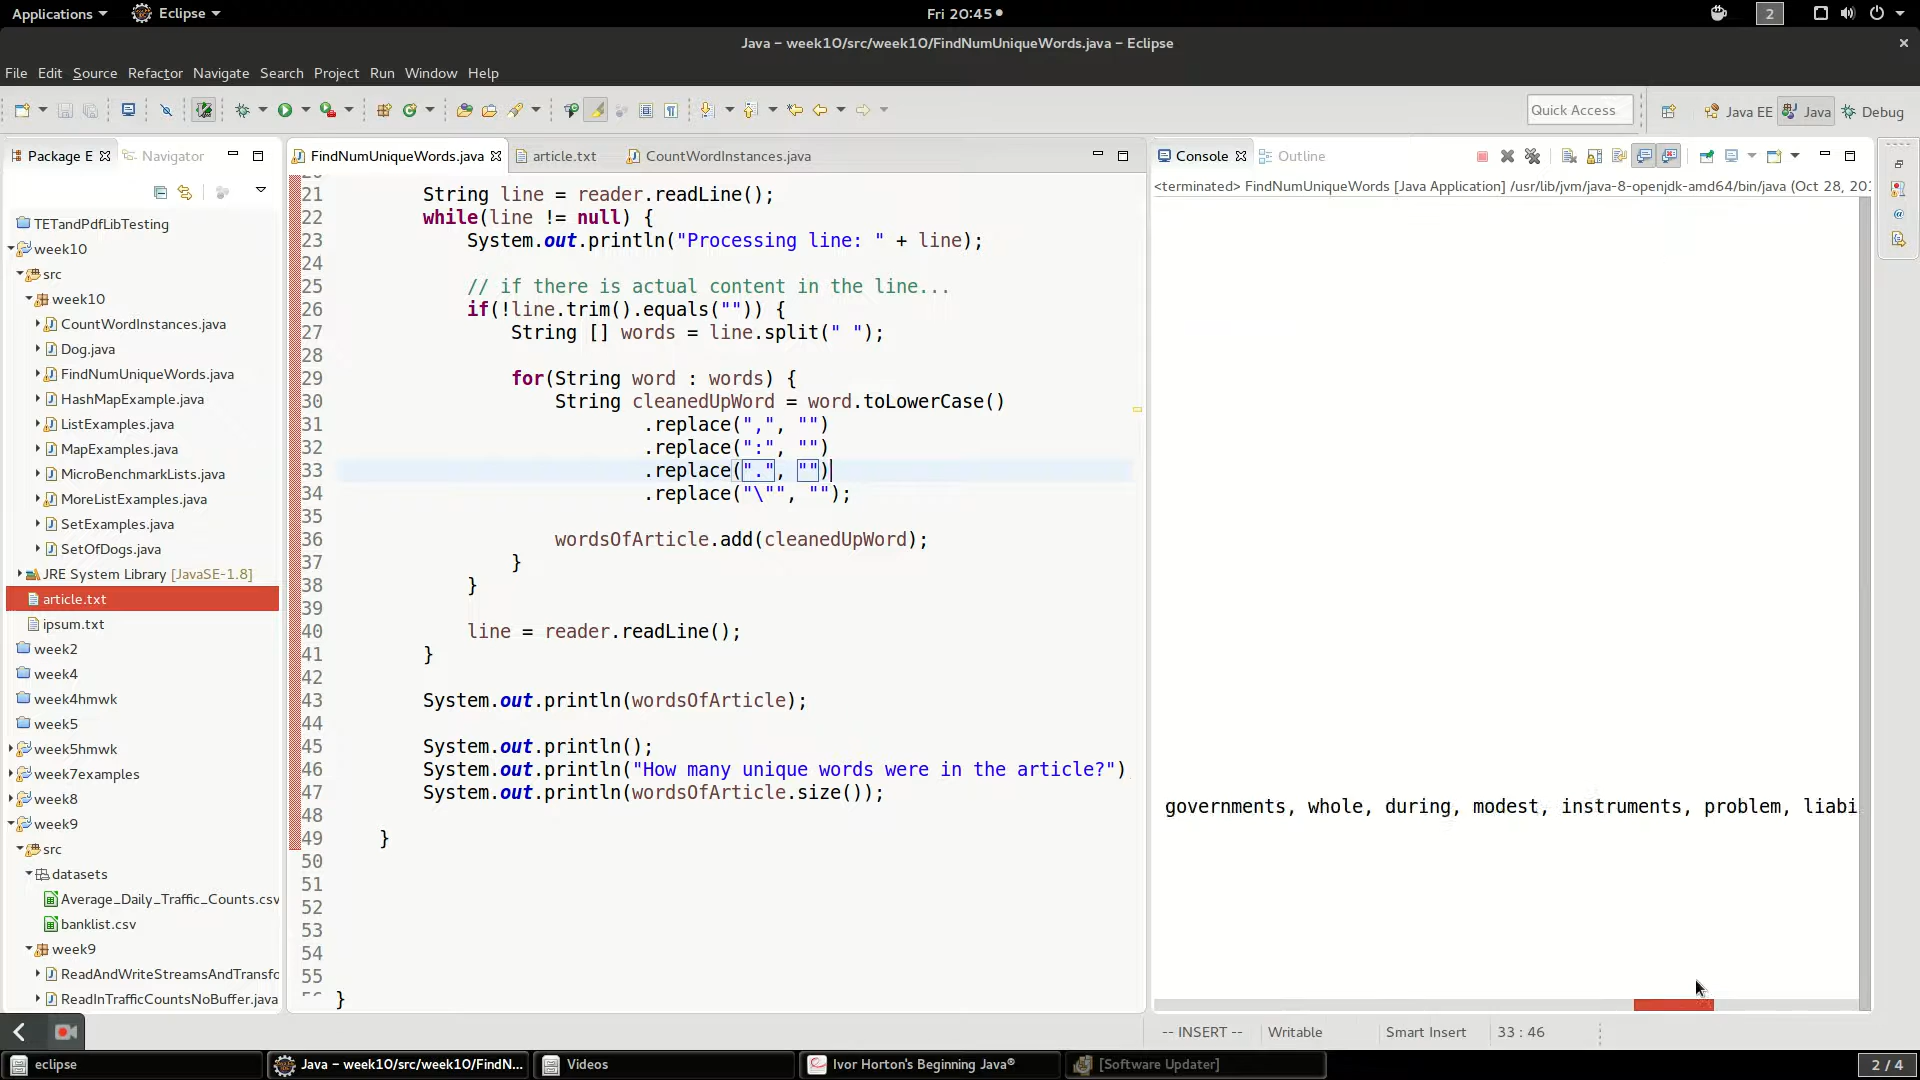 Applications
Eclipse
Fri 20:45
2
Java – week10/src/week10/FindNumUniqueWords.java – Eclipse
File Edit Source Refactor Navigate Search Project Run Window Help
Quick Access
Java EE
Java
Debug
Package E
Navigator
TETandPdfLibTesting
week10
src
week10
CountWordInstances.java
Dog.java
FindNumUniqueWords.java
HashMapExample.java
ListExamples.java
MapExamples.java
MicroBenchmarkLists.java
MoreListExamples.java
SetExamples.java
SetOfDogs.java
JRE System Library [JavaSE-1.8]
article.txt
ipsum.txt
week2
week4
week4hmwk
week5
week5hmwk
week7examples
week8
week9
src
datasets
Average_Daily_Traffic_Counts.csv
banklist.csv
week9
ReadAndWriteStreamsAndTransfo
ReadInTrafficCountsNoBuffer.java
FindNumUniqueWords.java
article.txt
CountWordInstances.java
21 String line = reader.readLine();
22 while(line != null) {
23 System.out.println("Processing line: " + line);
24
25 // if there is actual content in the line...
26 if(!line.trim().equals("")) {
27 String [] words = line.split(" ");
28
29 for(String word : words) {
30 String cleanedUpWord = word.toLowerCase()
31 .replace(",", "")
32 .replace(":", "")
33 .replace(".", "")
34 .replace("\"", "");
35
36 wordsOfArticle.add(cleanedUpWord);
37 }
38 }
39
40 line = reader.readLine();
41 }
42
43 System.out.println(wordsOfArticle);
44
45 System.out.println();
46 System.out.println("How many unique words were in the article?")
47 System.out.println(wordsOfArticle.size());
48
49 }
50
51
52
53
54
55
}
Console
Outline
<terminated> FindNumUniqueWords [Java Application] /usr/lib/jvm/java-8-openjdk-amd64/bin/java (Oct 28, 20
governments, whole, during, modest, instruments, problem, liabi
-- INSERT --
Writable
Smart Insert
33 : 46
eclipse
Java – week10/src/week10/FindN...
Videos
Ivor Horton's Beginning Java®
[Software Updater]
2 / 4